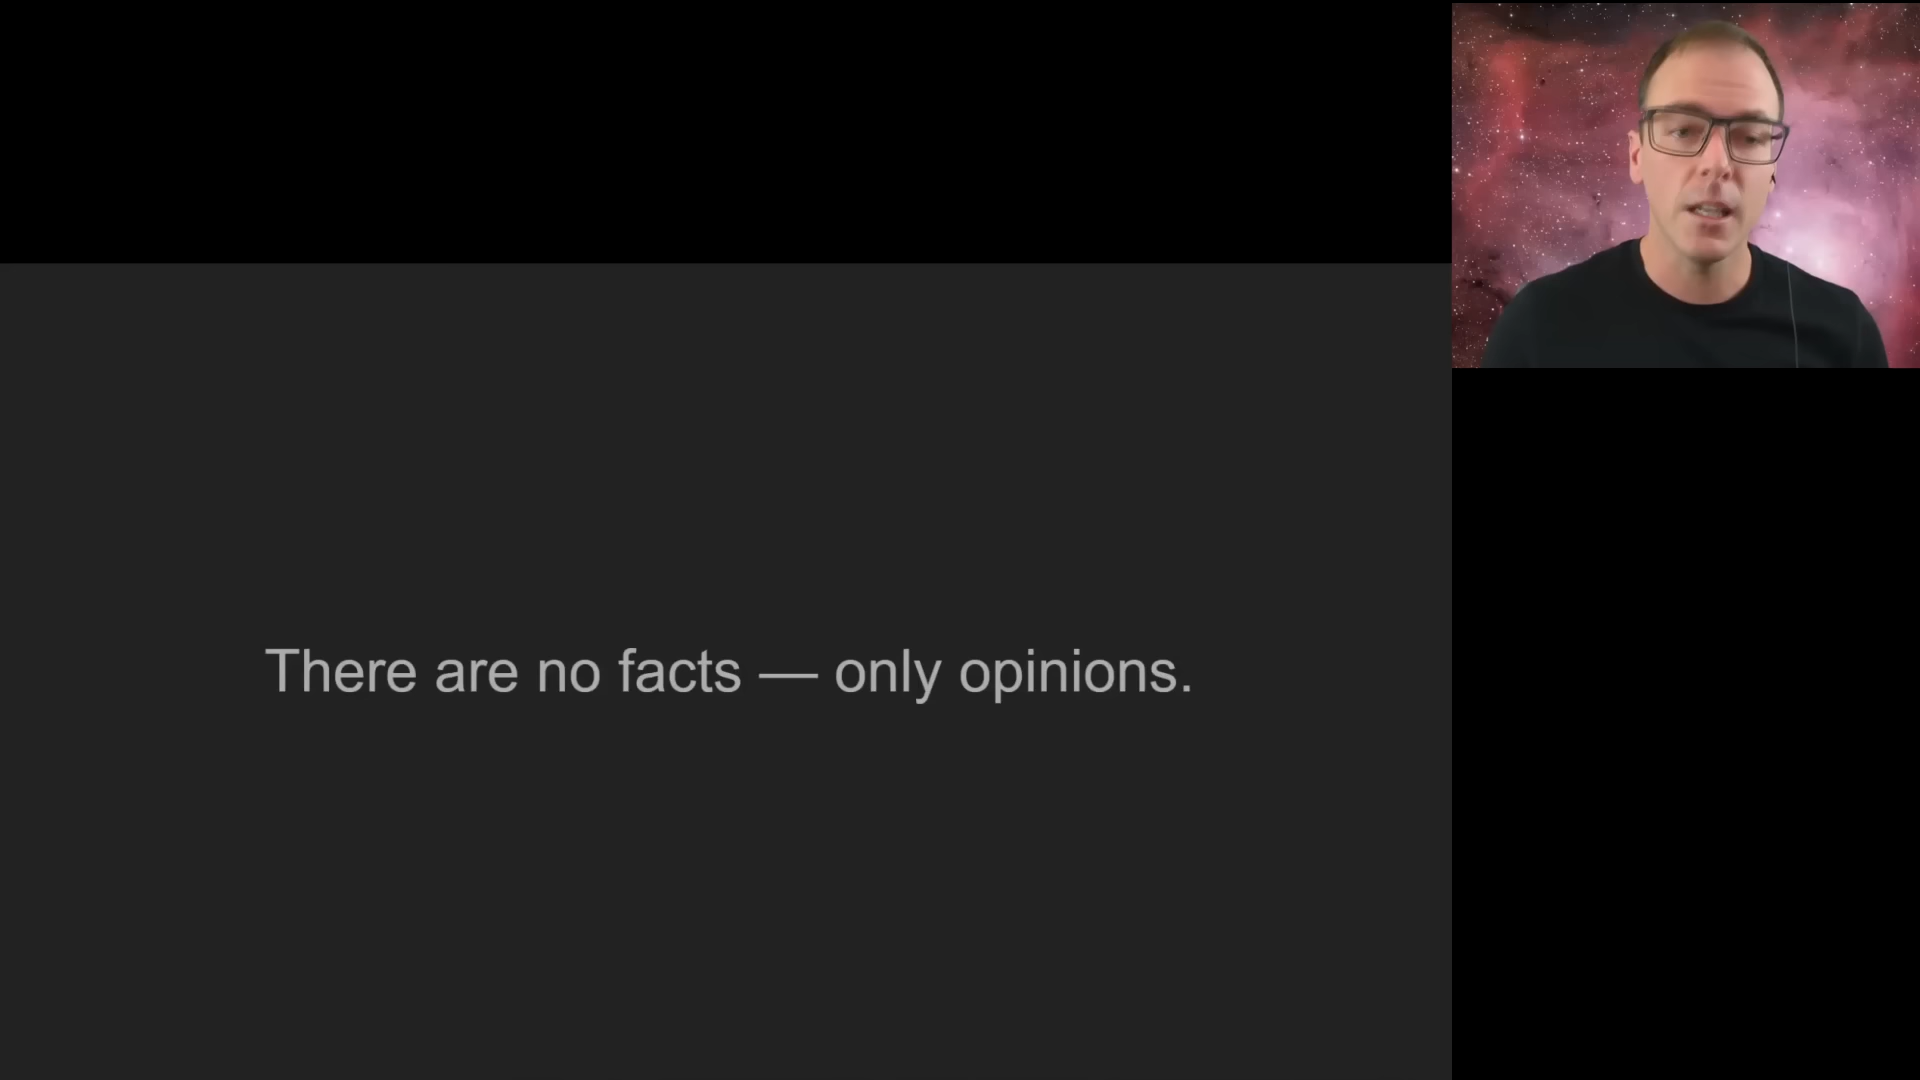 There are no facts — only opinions.